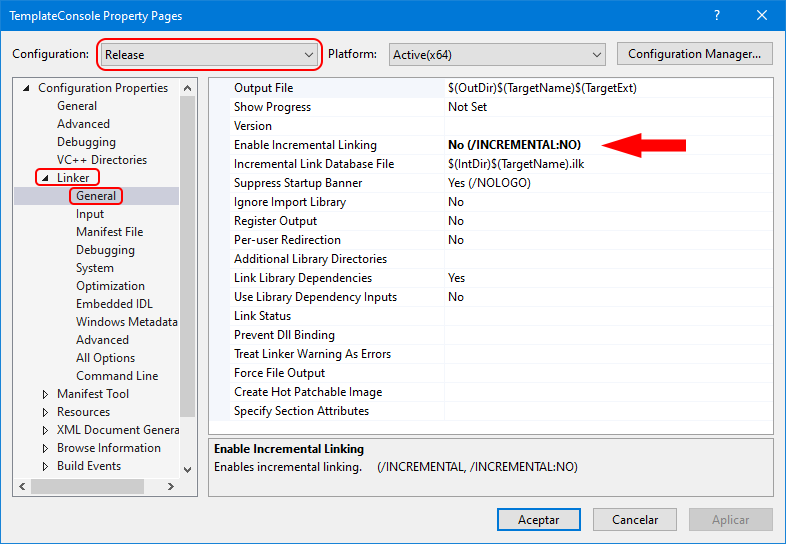 TemplateConsole Property Pages
Configuration: Release Platform: Active(x64) Configuration Manager...
Configuration Properties
General
Advanced
Debugging
VC++ Directories
Linker
General
Input
Manifest File
Debugging
System
Optimization
Embedded IDL
Windows Metadata
Advanced
All Options
Command Line
Manifest Tool
Resources
XML Document Genera
Browse Information
Build Events
Output File $(OutDir)$(TargetName)$(TargetExt)
Show Progress Not Set
Version
Enable Incremental Linking No (/INCREMENTAL:NO)
Incremental Link Database File $(IntDir)$(TargetName).ilk
Suppress Startup Banner Yes (/NOLOGO)
Ignore Import Library No
Register Output No
Per-user Redirection No
Additional Library Directories
Link Library Dependencies Yes
Use Library Dependency Inputs No
Link Status
Prevent Dll Binding
Treat Linker Warning As Errors
Force File Output
Create Hot Patchable Image
Specify Section Attributes
Enable Incremental Linking
Enables incremental linking. (/INCREMENTAL, /INCREMENTAL:NO)
Aceptar Cancelar Aplicar